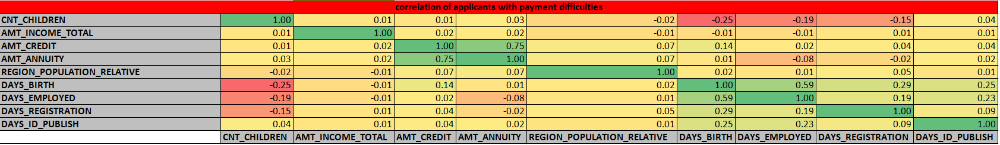 correlation of applicants with payment difficulties
CNT_CHILDREN 1.00 0.01 0.01 0.03 -0.02 -0.25 -0.19 -0.15 0.04
AMT_INCOME_TOTAL 0.01 1.00 0.02 0.02 -0.01 -0.01 -0.01 0.01 0.01
AMT_CREDIT 0.01 0.02 1.00 0.75 0.07 0.14 0.02 0.04 0.04
AMT_ANNUITY 0.03 0.02 0.75 1.00 0.07 0.01 -0.08 -0.02 0.02
REGION_POPULATION_RELATIVE -0.02 -0.01 0.07 0.07 1.00 0.02 0.01 0.05 0.01
DAYS_BIRTH -0.25 -0.01 0.14 0.01 0.02 1.00 0.59 0.29 0.25
DAYS_EMPLOYED -0.19 -0.01 0.02 -0.08 0.01 0.59 1.00 0.19 0.23
DAYS_REGISTRATION -0.15 0.01 0.04 -0.02 0.05 0.29 0.19 1.00 0.09
DAYS_ID_PUBLISH 0.04 0.01 0.04 0.02 0.01 0.25 0.23 0.09 1.00
CNT_CHILDREN AMT_INCOME_TOTAL AMT_CREDIT AMT_ANNUITY REGION_POPULATION_RELATIVE DAYS_BIRTH DAYS_EMPLOYED DAYS_REGISTRATION DAYS_ID_PUBLISH